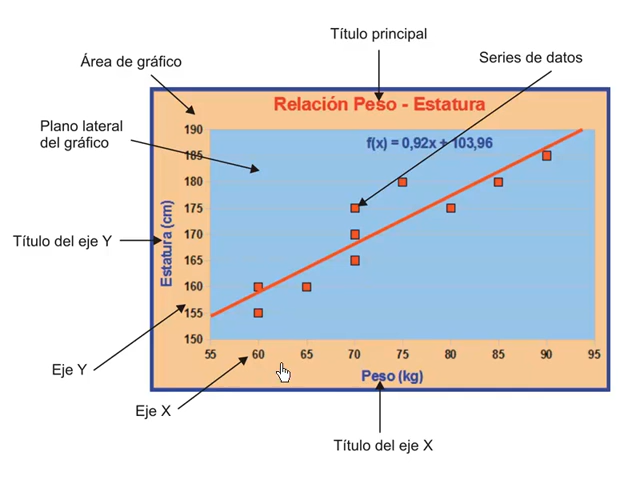 Título principal
Series de datos
Área de gráfico
Relación Peso - Estatura
Plano lateral
del gráfico
f(x) = 0,92x + 103,96
190
185
180
175
170
165
160
155
150
Estatura (cm)
Título del eje Y
55 60 65 70 75 80 85 90 95
Eje Y
Peso (kg)
Eje X
Título del eje X